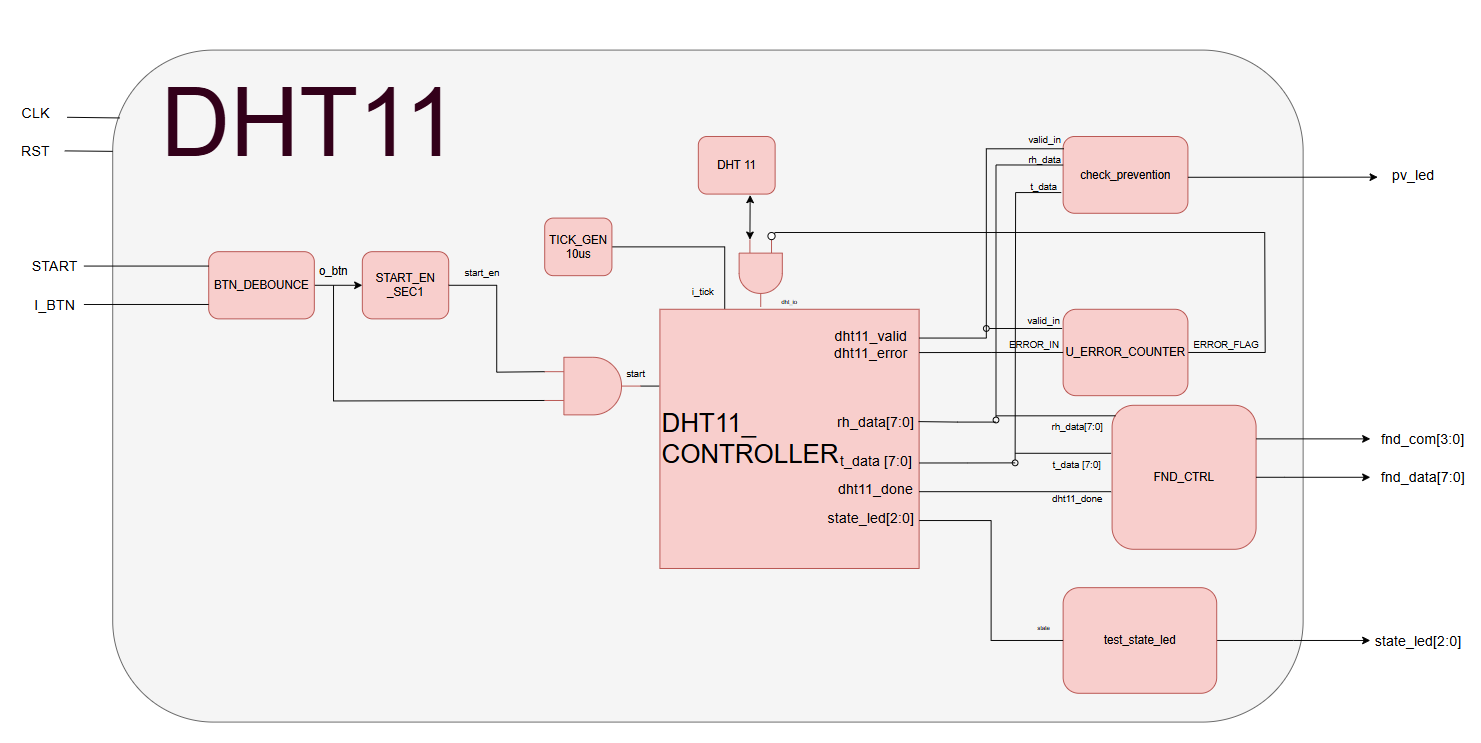 DHT11
CLK
RST
START
I_BTN
BTN_DEBOUNCE
o_btn
START_EN
_SEC1
start_en
TICK_GEN
10us
i_tick
DHT 11
dht_io
start
DHT11_
CONTROLLER
dht11_valid
dht11_error
rh_data[7:0]
t_data [7:0]
dht11_done
state_led[2:0]
valid_in
rh_data
t_data
check_prevention
pv_led
valid_in
ERROR_IN
U_ERROR_COUNTER
ERROR_FLAG
rh_data[7:0]
t_data [7:0]
dht11_done
FND_CTRL
fnd_com[3:0]
fnd_data[7:0]
state
test_state_led
state_led[2:0]